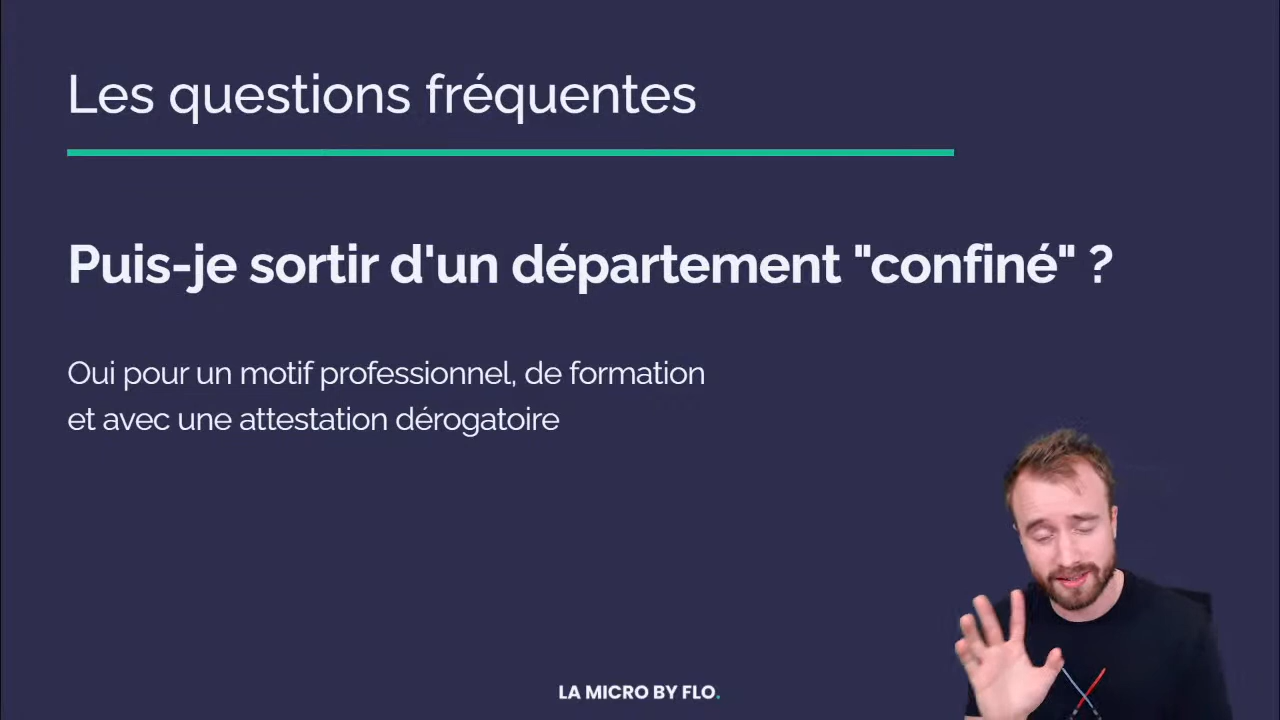 Les questions fréquentes
Puis-je sortir d'un département "confiné" ?
Oui pour un motif professionnel, de formation
et avec une attestation dérogatoire
LA MICRO BY FLO.